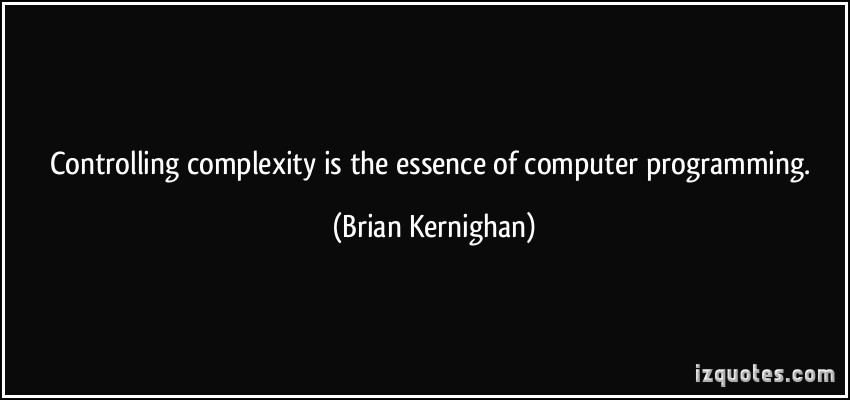 Controlling complexity is the essence of computer programming.
(Brian Kernighan)
izquotes.com